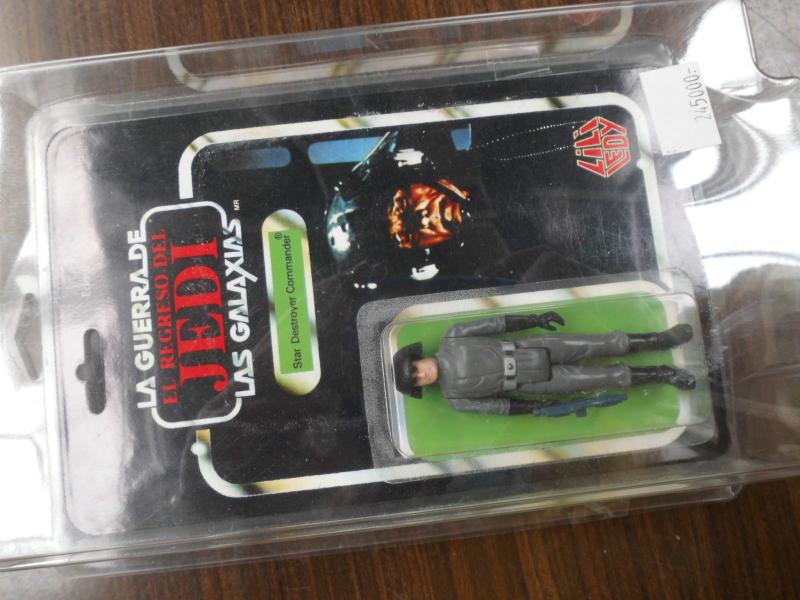 LA GUERRA DE
EL REGRESO DEL
JEDI
LAS GALAXIAS MR
Star Destroyer Commander ®
LILI
LEDY
245000=